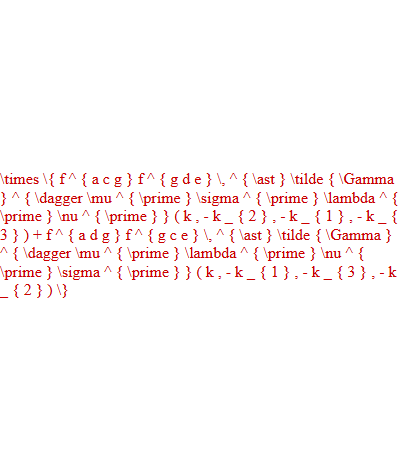 \times \{ f ^ { a c g } f ^ { g d e } \, ^ { \ast } \tilde { \Gamma
} ^ { \dagger \mu ^ { \prime } \sigma ^ { \prime } \lambda ^ {
\prime } \nu ^ { \prime } } ( k , - k _ { 2 } , - k _ { 1 } , - k _ {
3 } ) + f ^ { a d g } f ^ { g c e } \, ^ { \ast } \tilde { \Gamma }
^ { \dagger \mu ^ { \prime } \lambda ^ { \prime } \nu ^ {
\prime } \sigma ^ { \prime } } ( k , - k _ { 1 } , - k _ { 3 } , - k
_ { 2 } ) \}